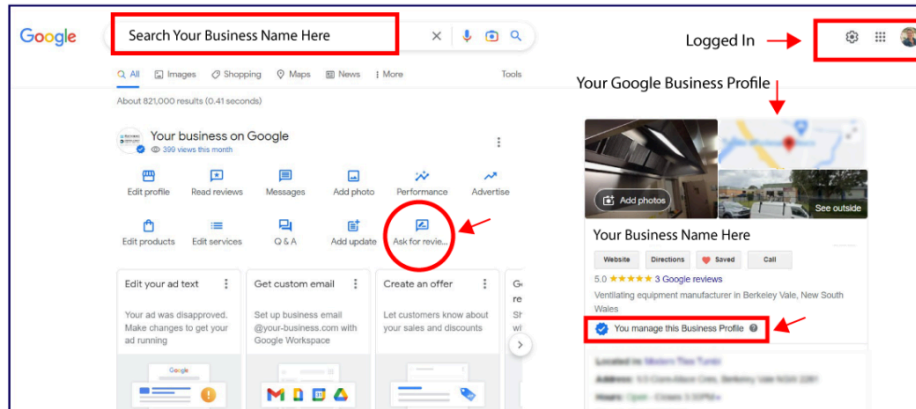 Google
Search Your Business Name Here
Logged In
All Images Shopping Maps News More Tools
Your Google Business Profile
About 821,000 results (0.41 seconds)
Your business on Google
399 views this month
Edit profile Read reviews Messages Add photo Performance Advertise
Edit products Edit services Q & A Add update Ask for revie...
Add photos
See outside
Your Business Name Here
Website Directions Saved Call
5.0 3 Google reviews
Ventilating equipment manufacturer in Berkeley Vale, New South
Wales
You manage this Business Profile
Edit your ad text
Your ad was disapproved.
Make changes to get your
ad running
Google
Get custom email
Set up business email
@your-business.com with
Google Workspace
Create an offer
Let customers know about
your sales and discounts
Located in:
Address:
Hours: Open